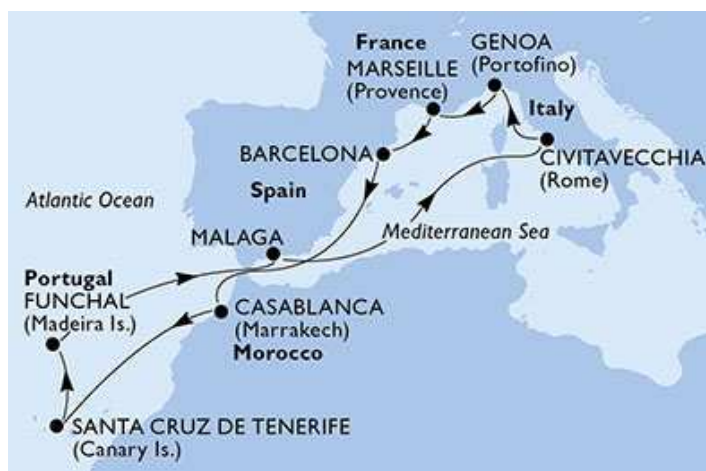 France
MARSEILLE
(Provence)
GENOA
(Portofino)
Italy
BARCELONA
CIVITAVECCHIA
(Rome)
Spain
Atlantic Ocean
MALAGA
Mediterranean Sea
Portugal
FUNCHAL
(Madeira Is.)
CASABLANCA
(Marrakech)
Morocco
SANTA CRUZ DE TENERIFE
(Canary Is.)